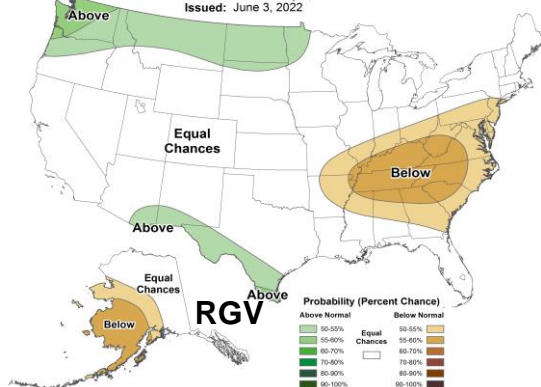 Issued: June 3, 2022
Above
Equal
Chances
Below
Above
Above
RGV
Equal
Chances
Below
Probability (Percent Chance)
Above Normal
Below Normal
50-55%
55-60%
60-70%
70-80%
80-90%
90-100%
Equal
Chances
50-55%
55-60%
60-70%
70-80%
80-90%
90-100%